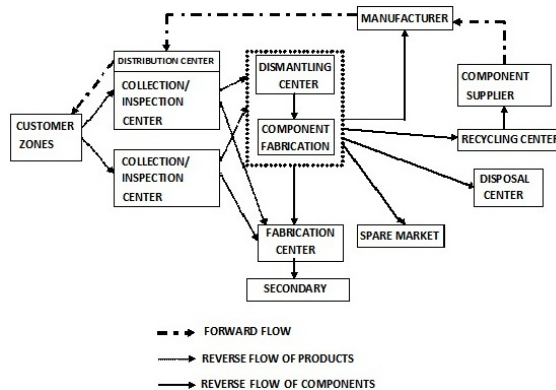 MANUFACTURER
DISTRIBUTION CENTER
COLLECTION/
INSPECTION
CENTER
DISMANTLING
CENTER
COMPONENT
SUPPLIER
CUSTOMER
ZONES
COMPONENT
FABRICATION
RECYCLING CENTER
COLLECTION/
INSPECTION
CENTER
DISPOSAL
CENTER
FABRICATION
CENTER
SPARE MARKET
SECONDARY
FORWARD FLOW
REVERSE FLOW OF PRODUCTS
REVERSE FLOW OF COMPONENTS